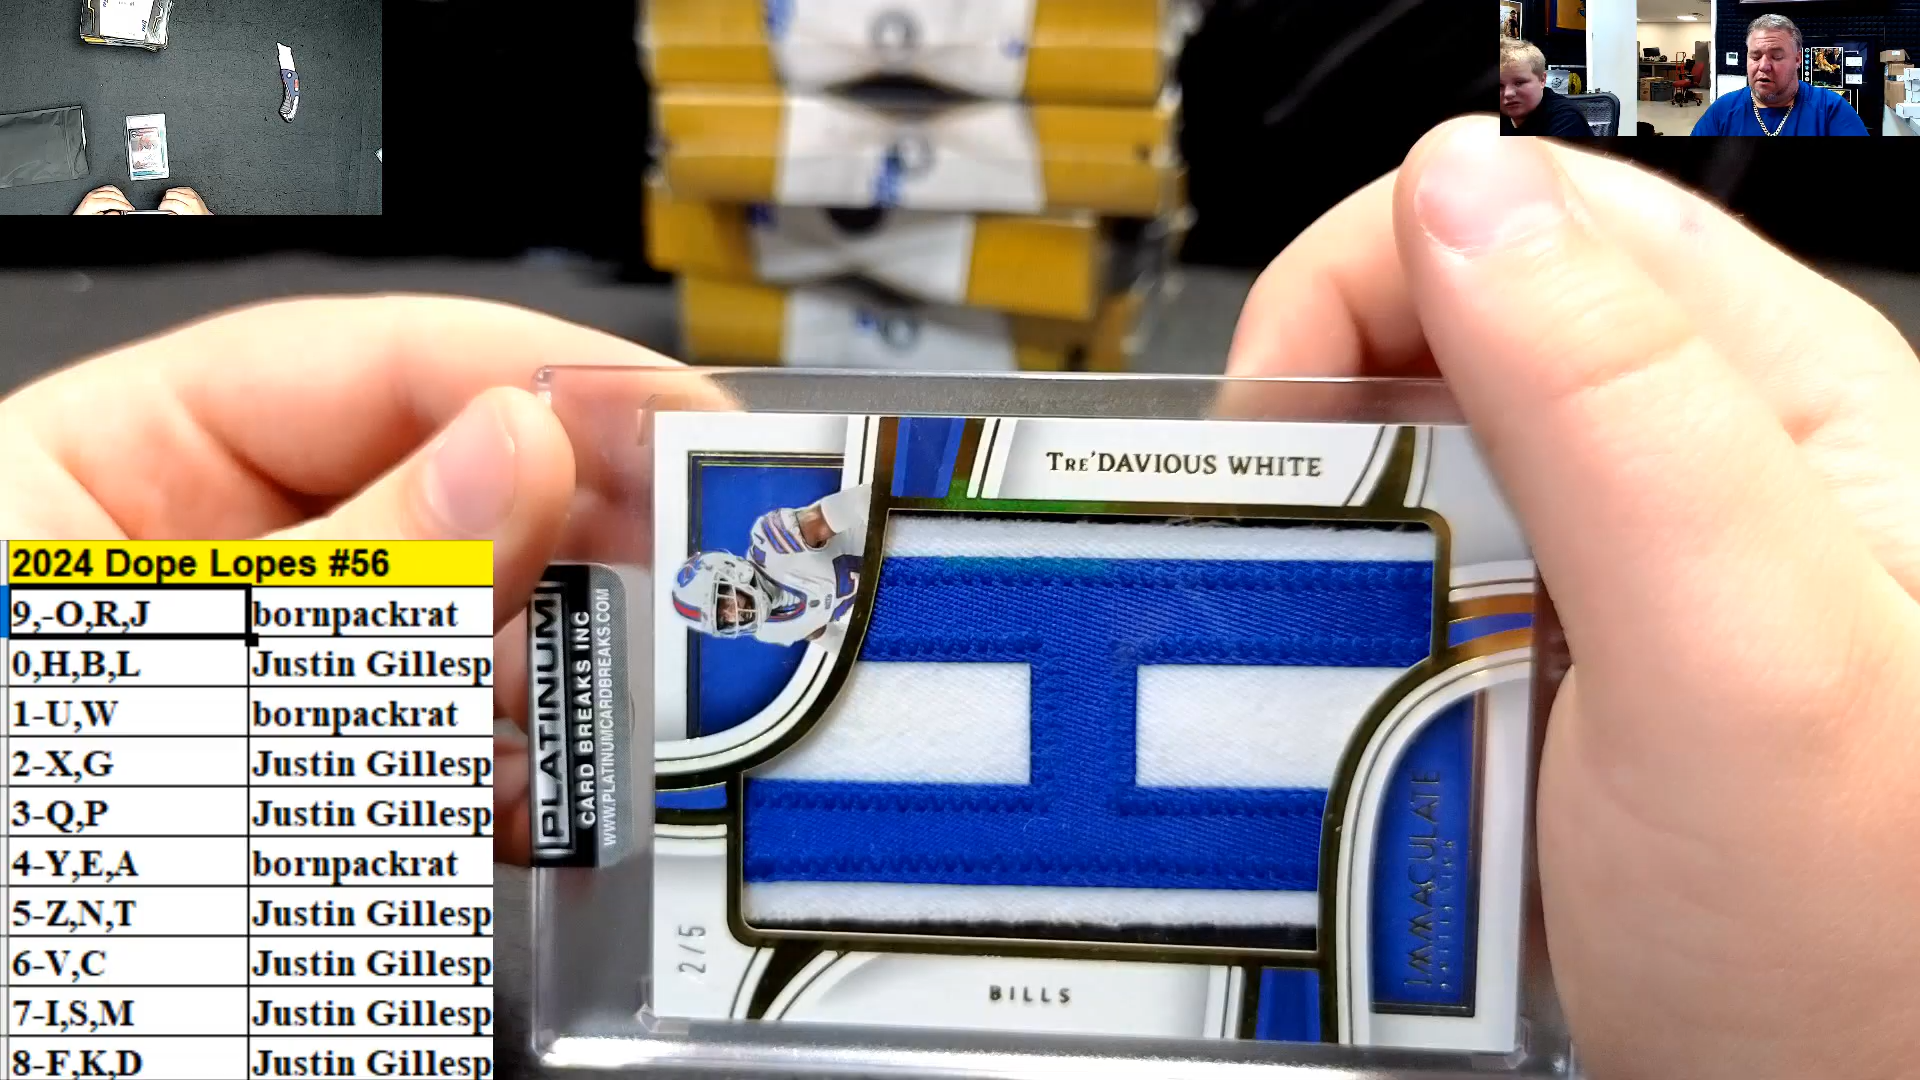 2024 Dope Lopes #56
9,-O,R,J bornpackrat
0,H,B,L Justin Gillesp
1-U,W bornpackrat
2-X,G Justin Gillesp
3-Q,P Justin Gillesp
4-Y,E,A bornpackrat
5-Z,N,T Justin Gillesp
6-V,C Justin Gillesp
7-I,S,M Justin Gillesp
8-F,K,D Justin Gillesp
PLATINUM
CARD BREAKS INC
WWW.PLATINUMCARDBREAKS.COM
TRE'DAVIOUS WHITE
2/5
BILLS
IMMACULATE